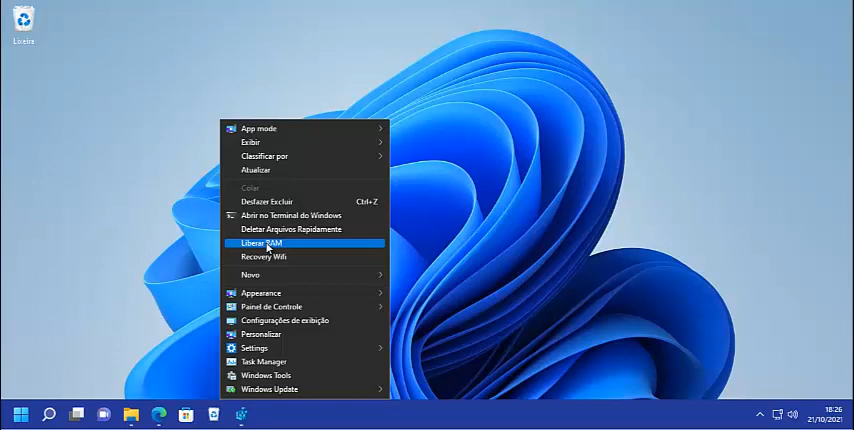 Lixeira
App mode
Exibir
Classificar por
Atualizar
Colar
Desfazer Excluir Ctrl+Z
Abrir no Terminal do Windows
Deletar Arquivos Rapidamente
Liberar RAM
Recovery Wifi
Novo
Appearance
Painel de Controle
Configurações de exibição
Personalizar
Settings
Task Manager
Windows Tools
Windows Update
18:26
21/10/2021